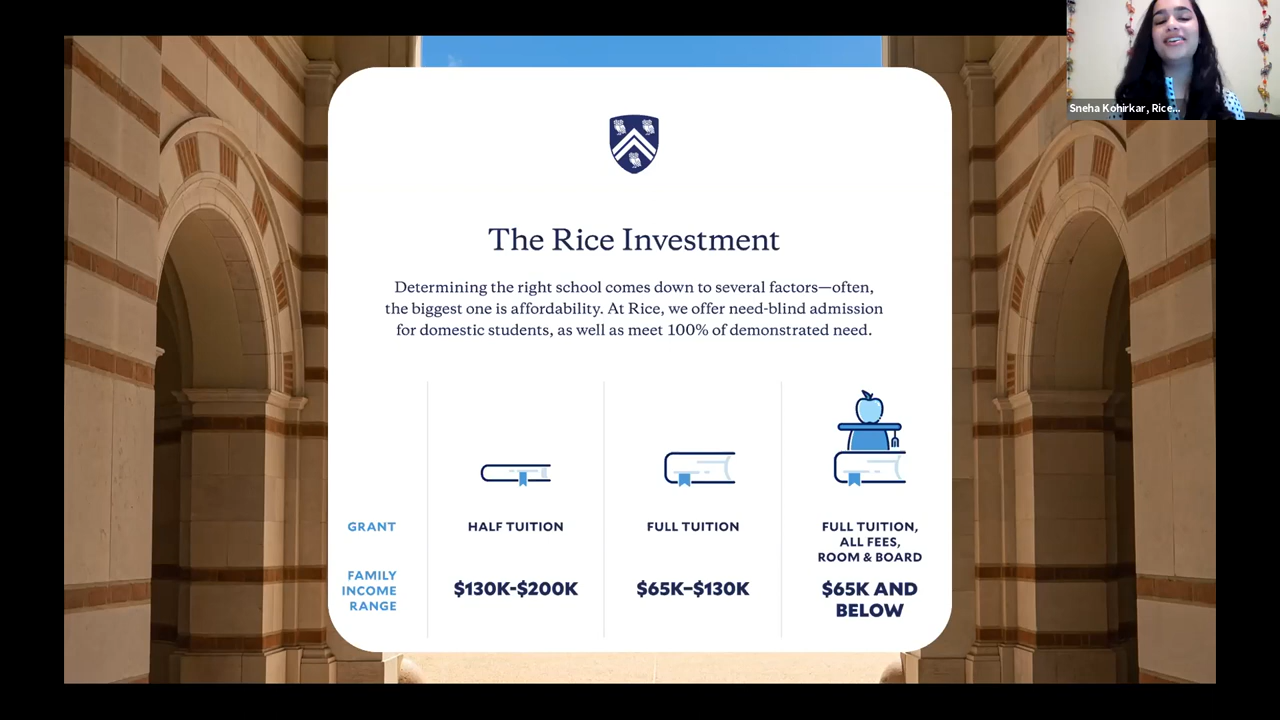 Sneha Kohirkar, Rice...
The Rice Investment
Determining the right school comes down to several factors—often,
the biggest one is affordability. At Rice, we offer need-blind admission
for domestic students, as well as meet 100% of demonstrated need.
GRANT
HALF TUITION
FULL TUITION
FULL TUITION,
ALL FEES,
ROOM & BOARD
FAMILY
INCOME
RANGE
$130K-$200K
$65K–$130K
$65K AND
BELOW